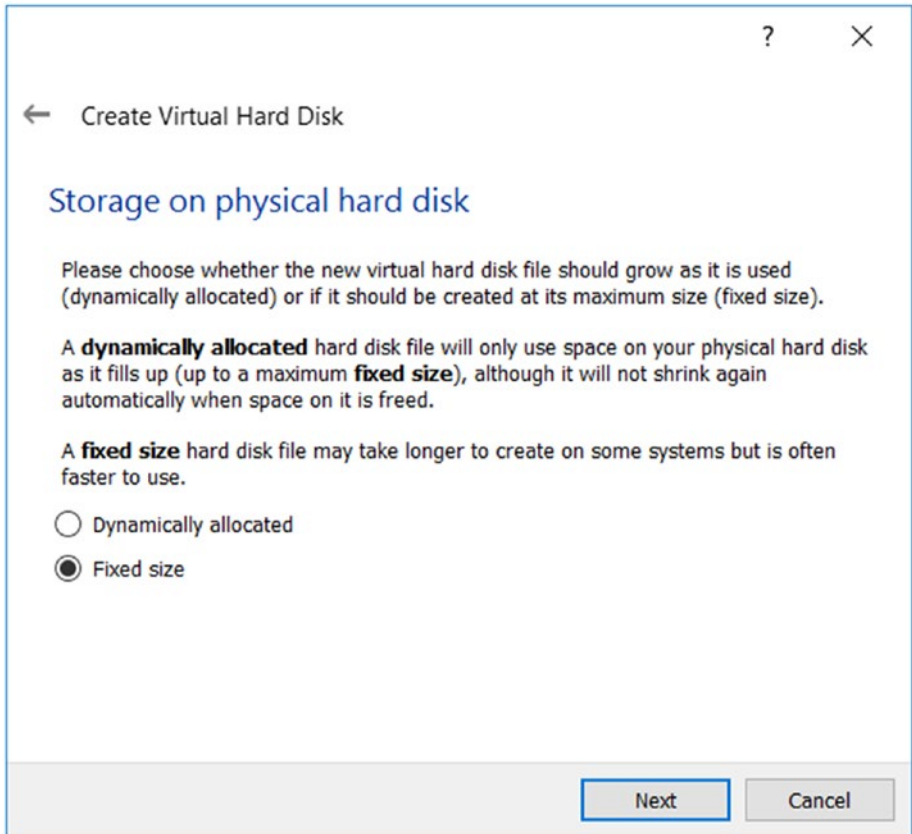 ?
Create Virtual Hard Disk
Storage on physical hard disk
Please choose whether the new virtual hard disk file should grow as it is used
(dynamically allocated) or if it should be created at its maximum size (fixed size).
A dynamically allocated hard disk file will only use space on your physical hard disk
as it fills up (up to a maximum fixed size), although it will not shrink again
automatically when space on it is freed.
A fixed size hard disk file may take longer to create on some systems but is often
faster to use.
Dynamically allocated
Fixed size
Next Cancel